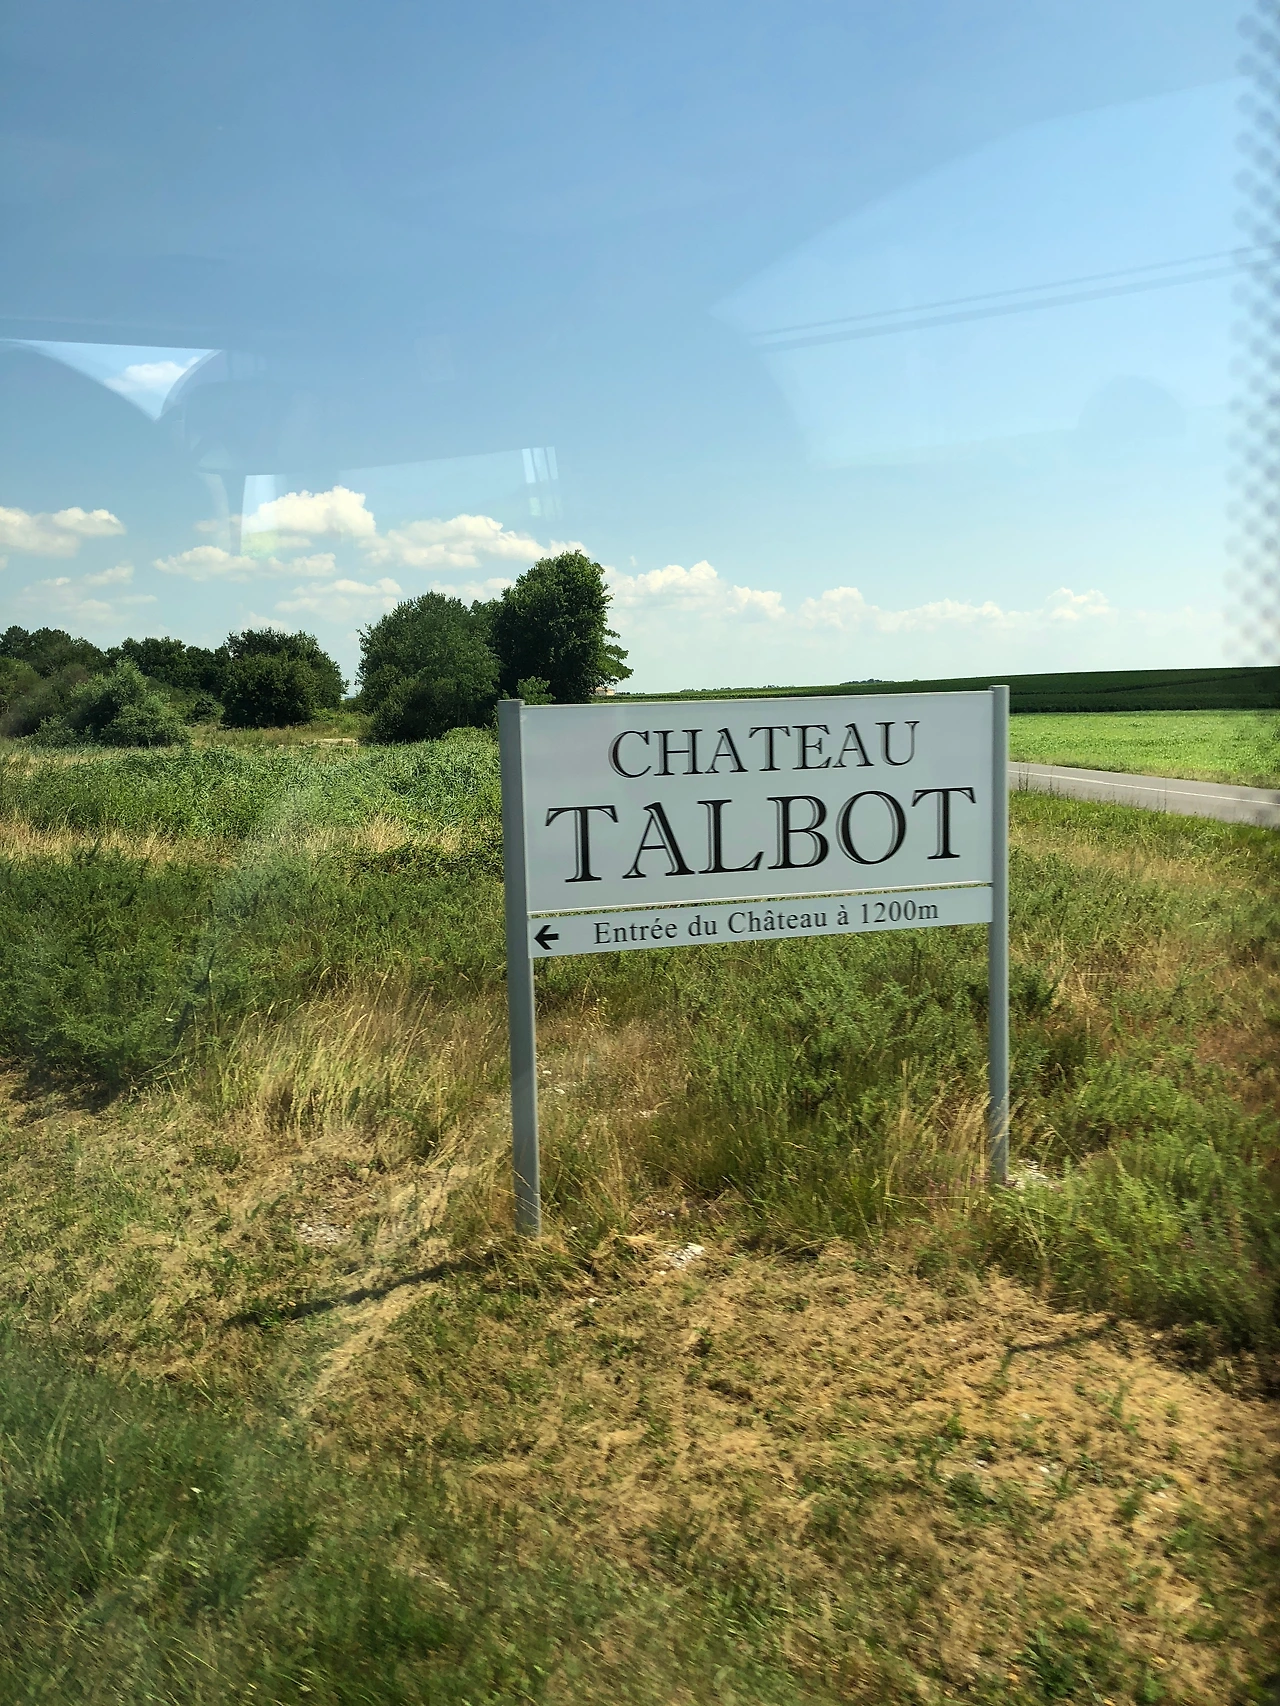 CHATEAU
TALBOT
← Entrée du Château à 1200m